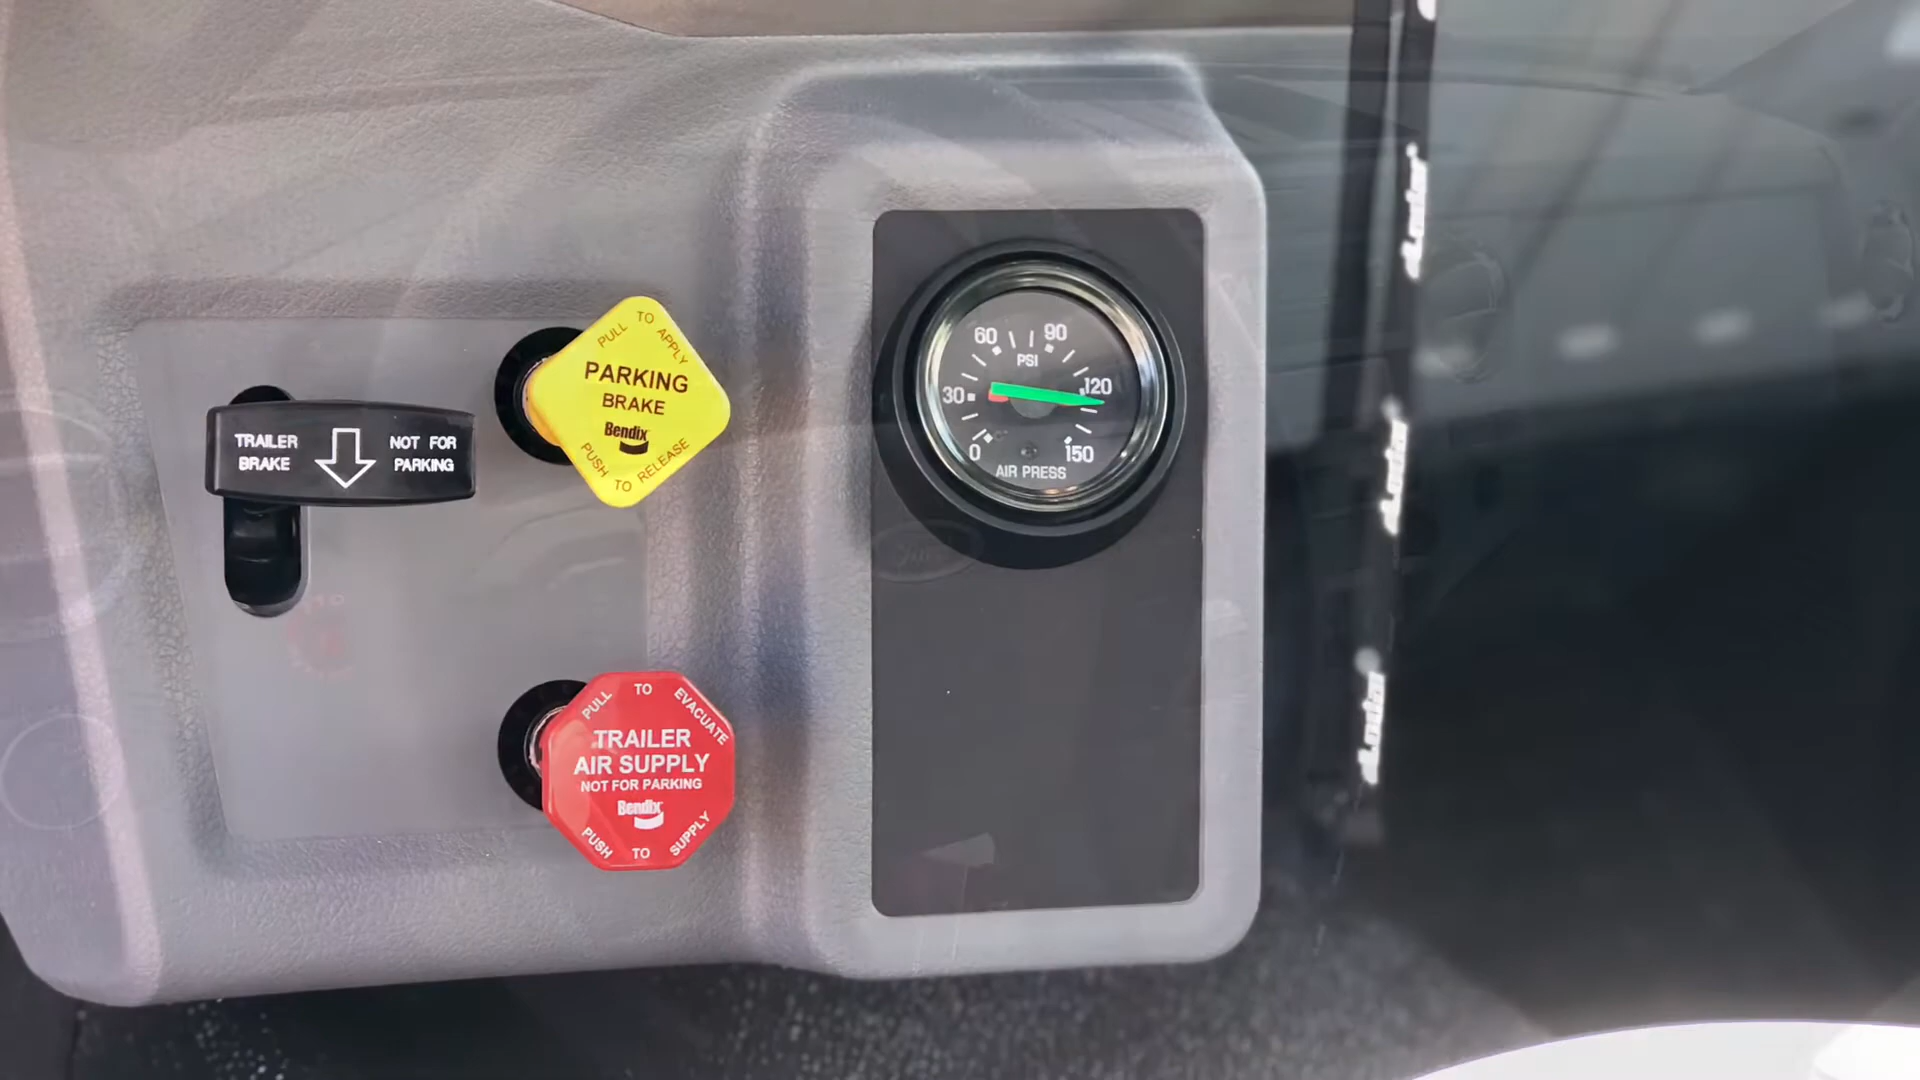 TRAILER
BRAKE
NOT FOR
PARKING
PULL TO APPLY
PARKING
BRAKE
Bendix
PUSH TO RELEASE
PULL TO EVACUATE
TRAILER
AIR SUPPLY
NOT FOR PARKING
Bendix
PUSH TO SUPPLY
60 90
PSI
30 120
0 150
AIR PRESS